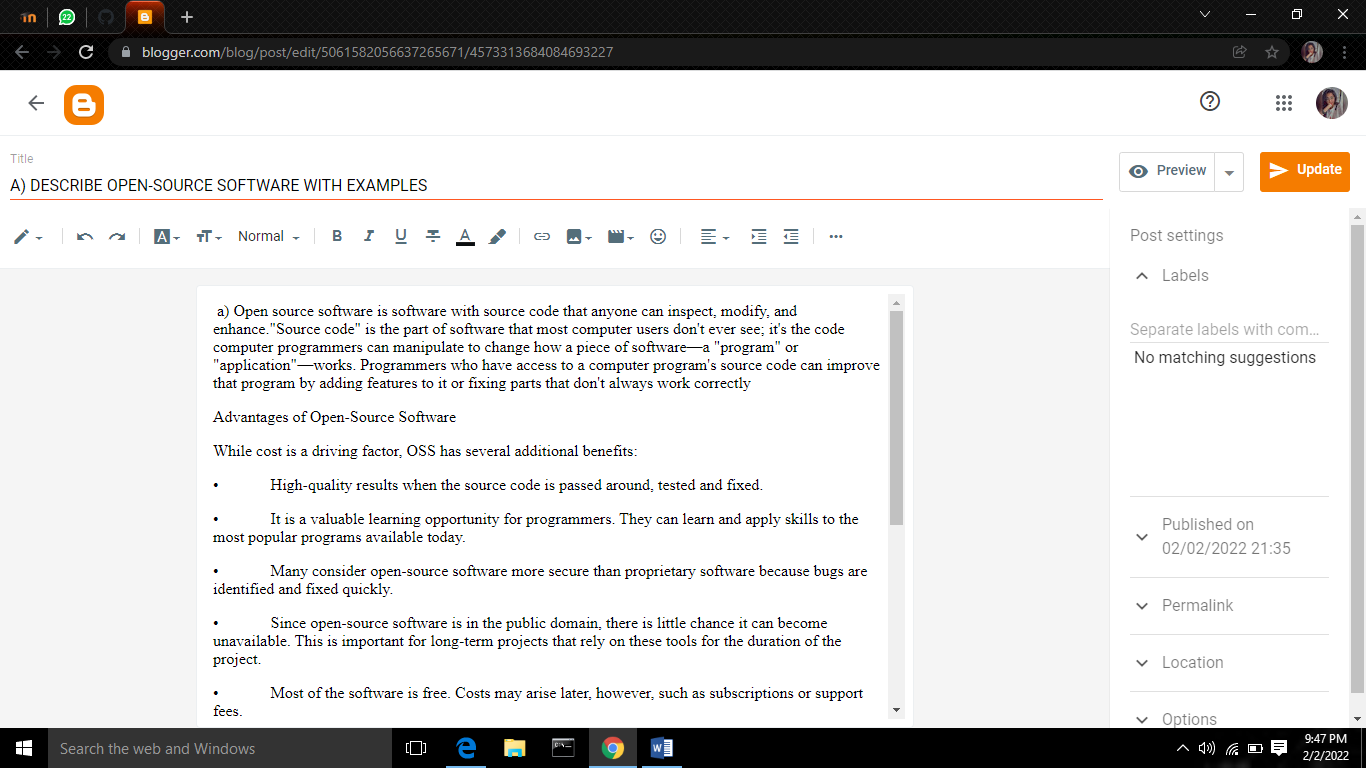 in
22
B
+
blogger.com/blog/post/edit/5061582056637265671/4573313684084693227
Title
A) DESCRIBE OPEN-SOURCE SOFTWARE WITH EXAMPLES
Preview
Update
A
Normal
B
I
U
A
Post settings
Labels
Separate labels with com...
No matching suggestions
Published on
02/02/2022 21:35
Permalink
Location
Options
a) Open source software is software with source code that anyone can inspect, modify, and
enhance."Source code" is the part of software that most computer users don't ever see; it's the code
computer programmers can manipulate to change how a piece of software—a "program" or
"application"—works. Programmers who have access to a computer program's source code can improve
that program by adding features to it or fixing parts that don't always work correctly
Advantages of Open-Source Software
While cost is a driving factor, OSS has several additional benefits:
• High-quality results when the source code is passed around, tested and fixed.
• It is a valuable learning opportunity for programmers. They can learn and apply skills to the
most popular programs available today.
• Many consider open-source software more secure than proprietary software because bugs are
identified and fixed quickly.
• Since open-source software is in the public domain, there is little chance it can become
unavailable. This is important for long-term projects that rely on these tools for the duration of the
project.
• Most of the software is free. Costs may arise later, however, such as subscriptions or support
fees.
Search the web and Windows
9:47 PM
2/2/2022